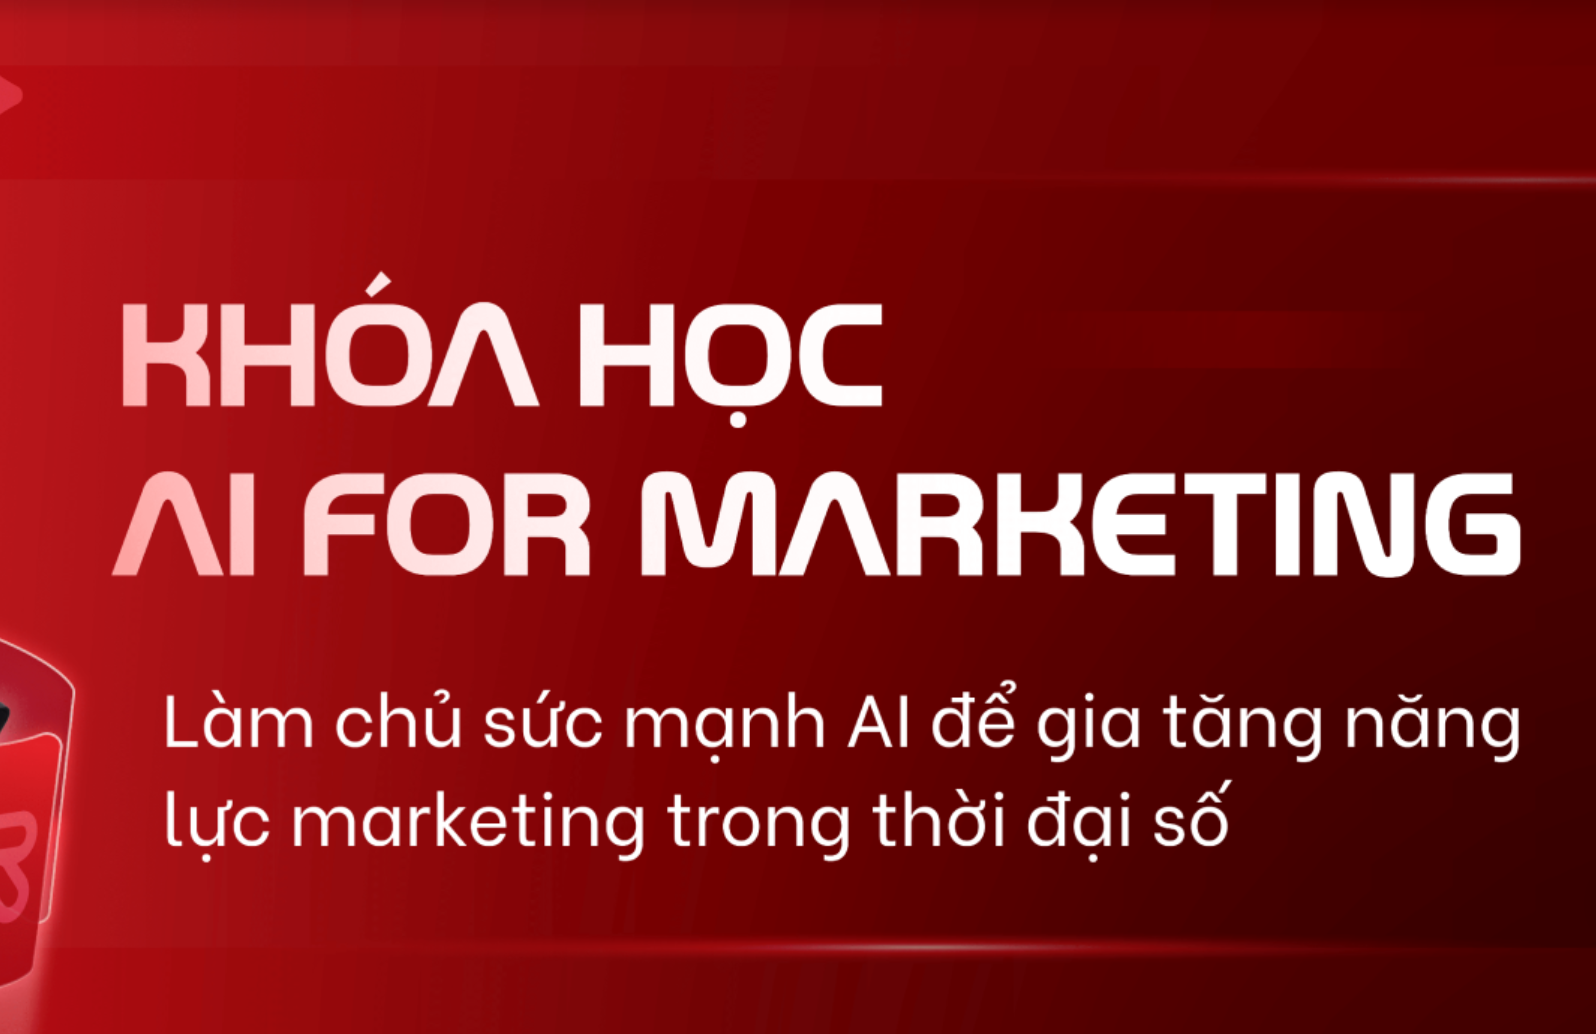 KHÓA HỌC
AI FOR MARKETING
Làm chủ sức mạnh AI để gia tăng năng
lực marketing trong thời đại số